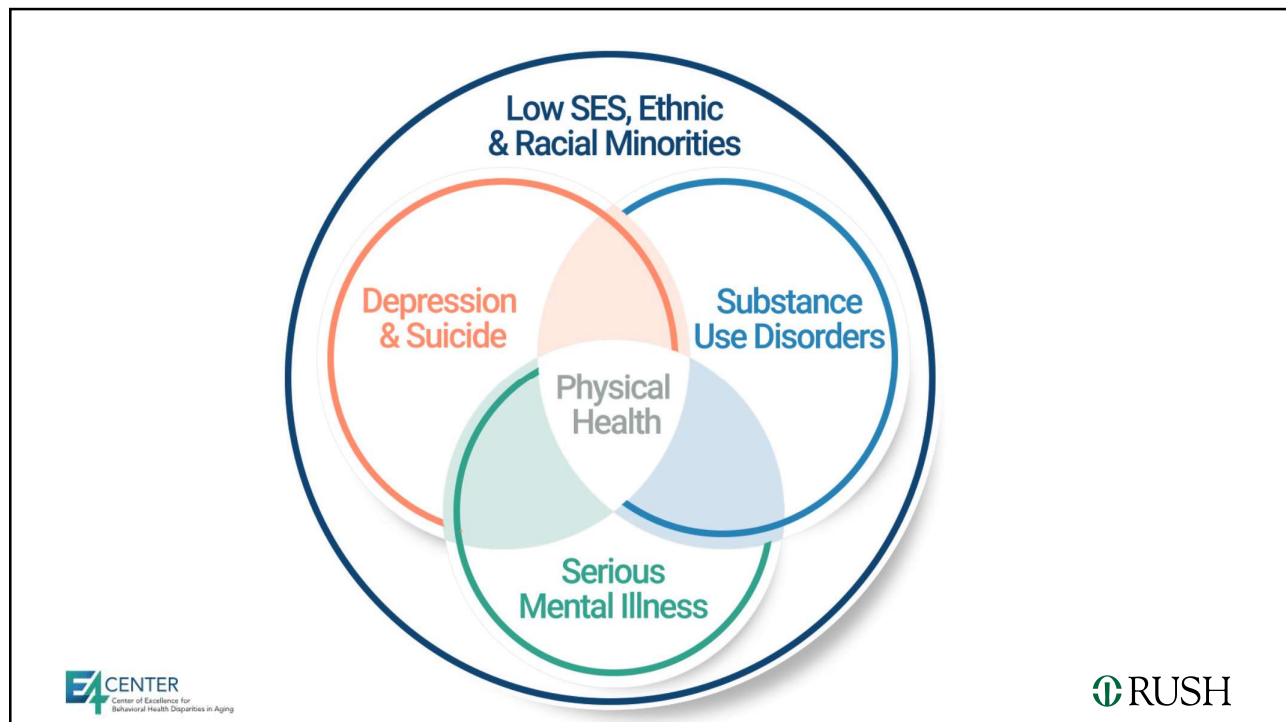 Low SES, Ethnic
& Racial Minorities
Depression
& Suicide
Substance
Use Disorders
Physical
Health
Serious
Mental Illness
E4 CENTER
Center of Excellence for
Behavioral Health Disparities in Aging
RUSH